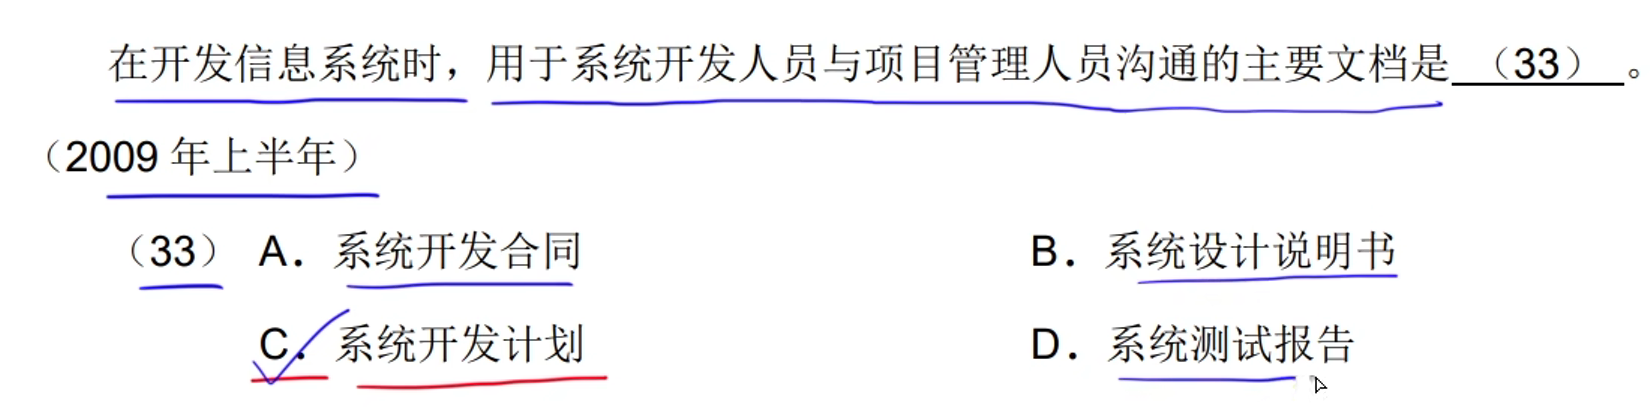 在开发信息系统时，用于系统开发人员与项目管理人员沟通的主要文档是 （33） 。
（2009 年上半年）
（33） A．系统开发合同 B．系统设计说明书
C．系统开发计划 D．系统测试报告